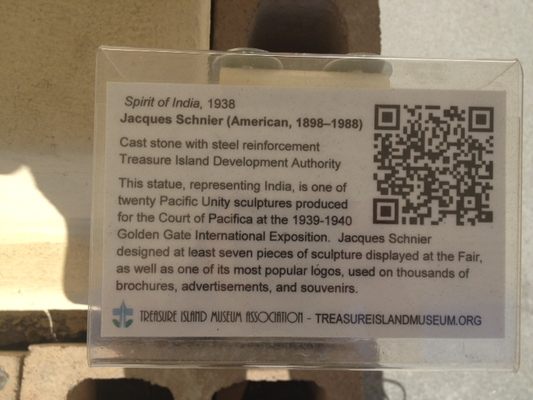 Spirit of India, 1938
Jacques Schnier (American, 1898–1988)
Cast stone with steel reinforcement
Treasure Island Development Authority
This statue, representing India, is one of
twenty Pacific Unity sculptures produced
for the Court of Pacifica at the 1939-1940
Golden Gate International Exposition. Jacques Schnier
designed at least seven pieces of sculpture displayed at the Fair,
as well as one of its most popular lógos, used on thousands of
brochures, advertisements, and souvenirs.
TREASURE ISLAND MUSEUM ASSOCIATION - TREASUREISLANDMUSEUM.ORG